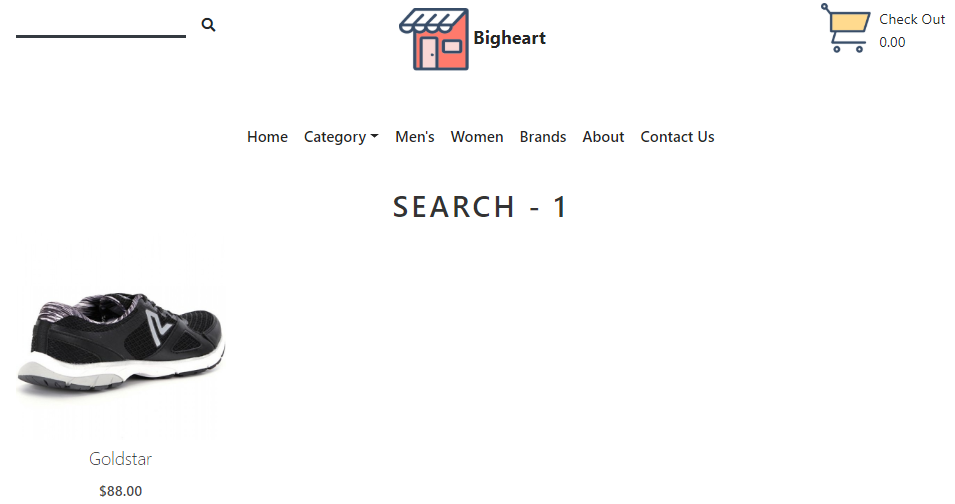 Bigheart
Check Out
0.00
Home Category Men's Women Brands About Contact Us
SEARCH - 1
Goldstar
$88.00